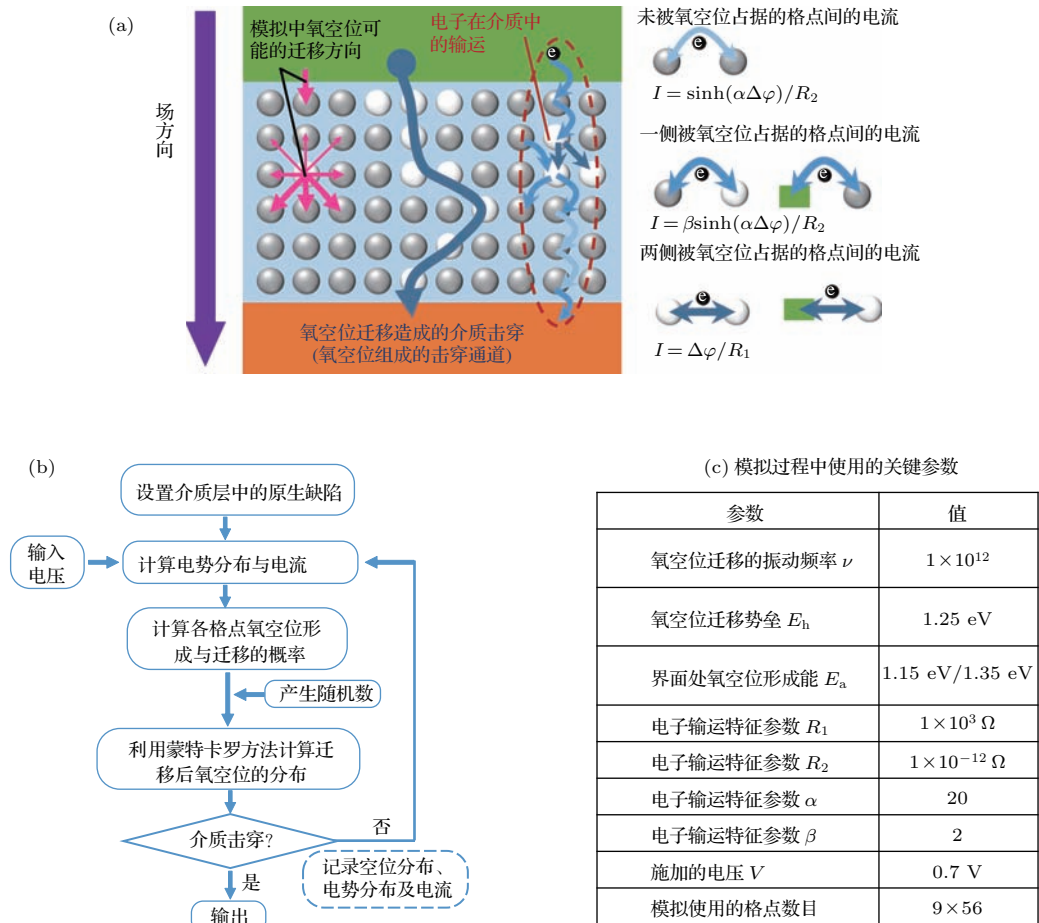 (a)
模拟中氧空位可
能的迁移方向
电子在介质中
的输运
e
场方向
氧空位迁移造成的介质击穿
(氧空位组成的击穿通道)
未被氧空位占据的格点间的电流
e
I = sinh(αΔφ)/R₂
一侧被氧空位占据的格点间的电流
e
e
I = βsinh(αΔφ)/R₂
两侧被氧空位占据的格点间的电流
e
e
I = Δφ/R₁
(b)
设置介质层中的原生缺陷
输入
电压
计算电势分布与电流
计算各格点氧空位形
成与迁移的概率
产生随机数
利用蒙特卡罗方法计算迁
移后氧空位的分布
介质击穿?
否
是
记录空位分布、
电势分布及电流
输出
(c) 模拟过程中使用的关键参数
参数 值
氧空位迁移的振动频率 ν 1×10¹²
氧空位迁移势垒 Eₕ 1.25 eV
界面处氧空位形成能 Eₐ 1.15 eV/1.35 eV
电子输运特征参数 R₁ 1×10³ Ω
电子输运特征参数 R₂ 1×10⁻¹² Ω
电子输运特征参数 α 20
电子输运特征参数 β 2
施加的电压 V 0.7 V
模拟使用的格点数目 9×56